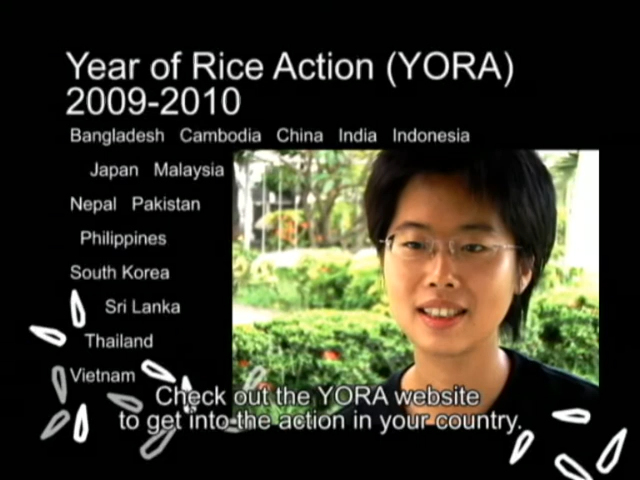 Year of Rice Action (YORA)
2009-2010
Bangladesh Cambodia China India Indonesia
Japan Malaysia
Nepal Pakistan
Philippines
South Korea
Sri Lanka
Thailand
Vietnam
Check out the YORA website
to get into the action in your country.